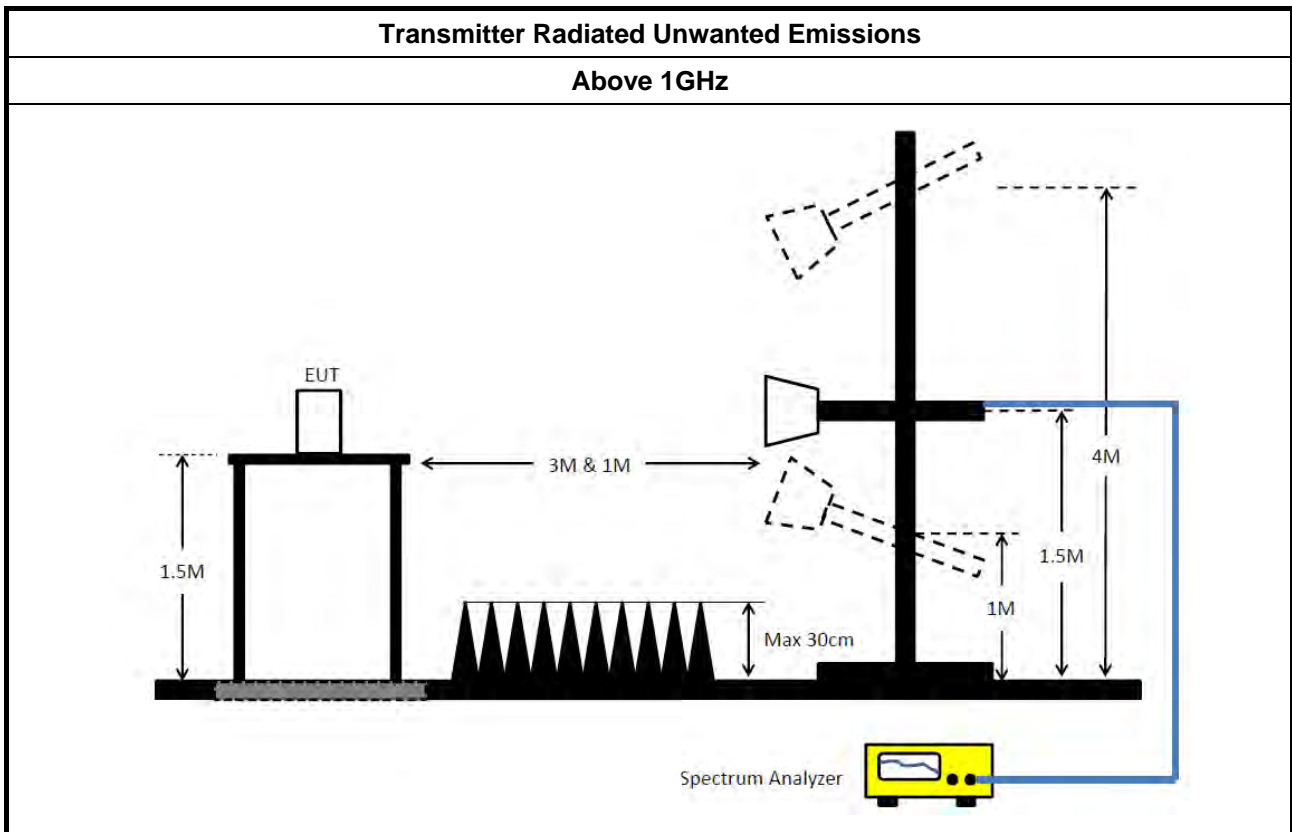 Transmitter Radiated Unwanted Emissions
Above 1GHz
EUT
3M & 1M
4M
1.5M
1.5M
1M
Max 30cm
Spectrum Analyzer